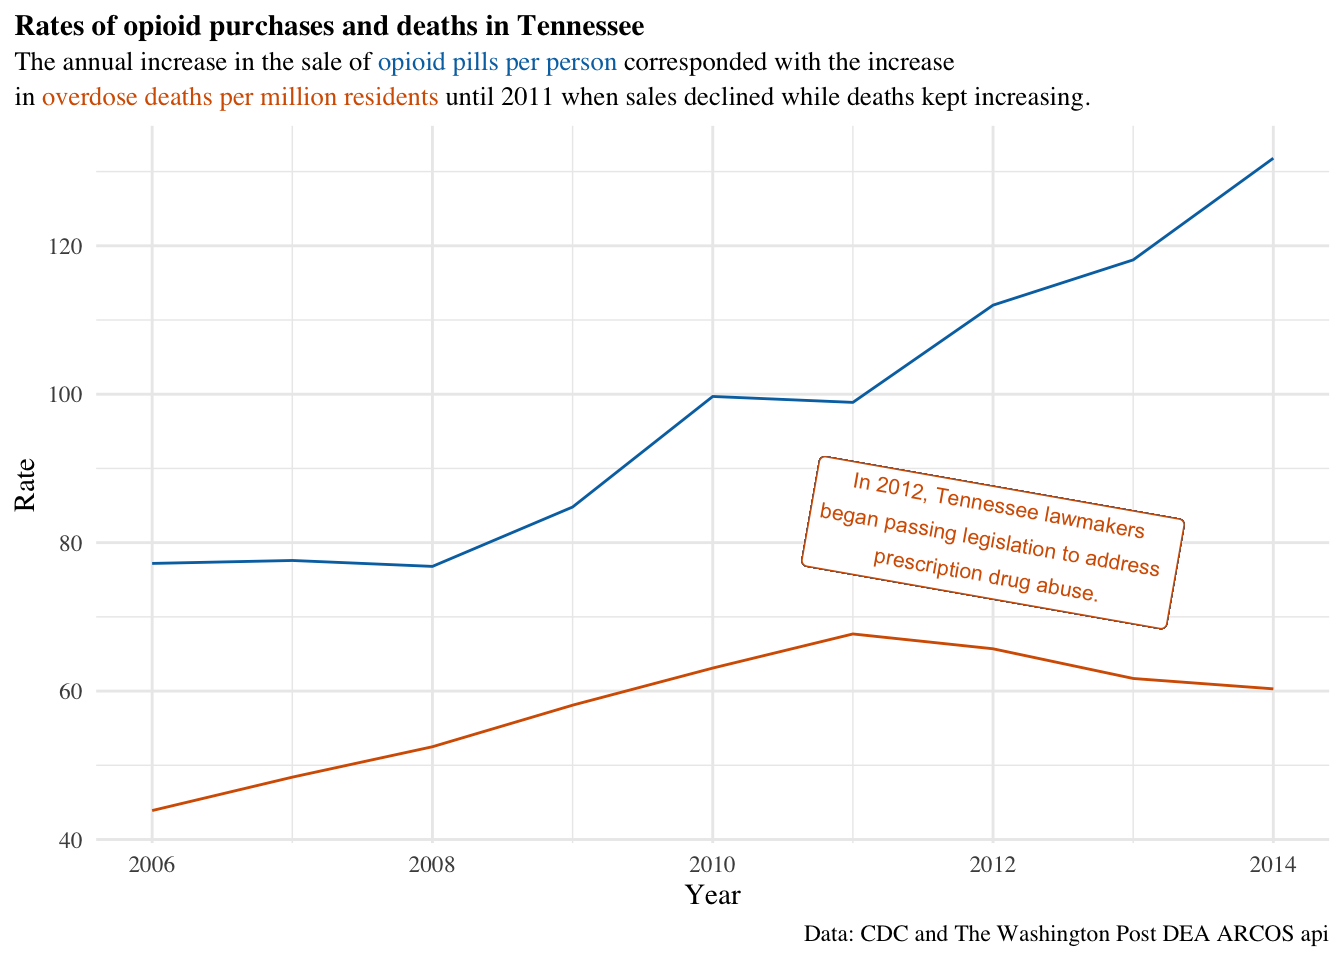 Rates of opioid purchases and deaths in Tennessee
The annual increase in the sale of opioid pills per person corresponded with the increase
in overdose deaths per million residents until 2011 when sales declined while deaths kept increasing.
120
100
80
60
40
Rate
In 2012, Tennessee lawmakers
began passing legislation to address
prescription drug abuse.
2006 2008 2010 2012 2014
Year
Data: CDC and The Washington Post DEA ARCOS api